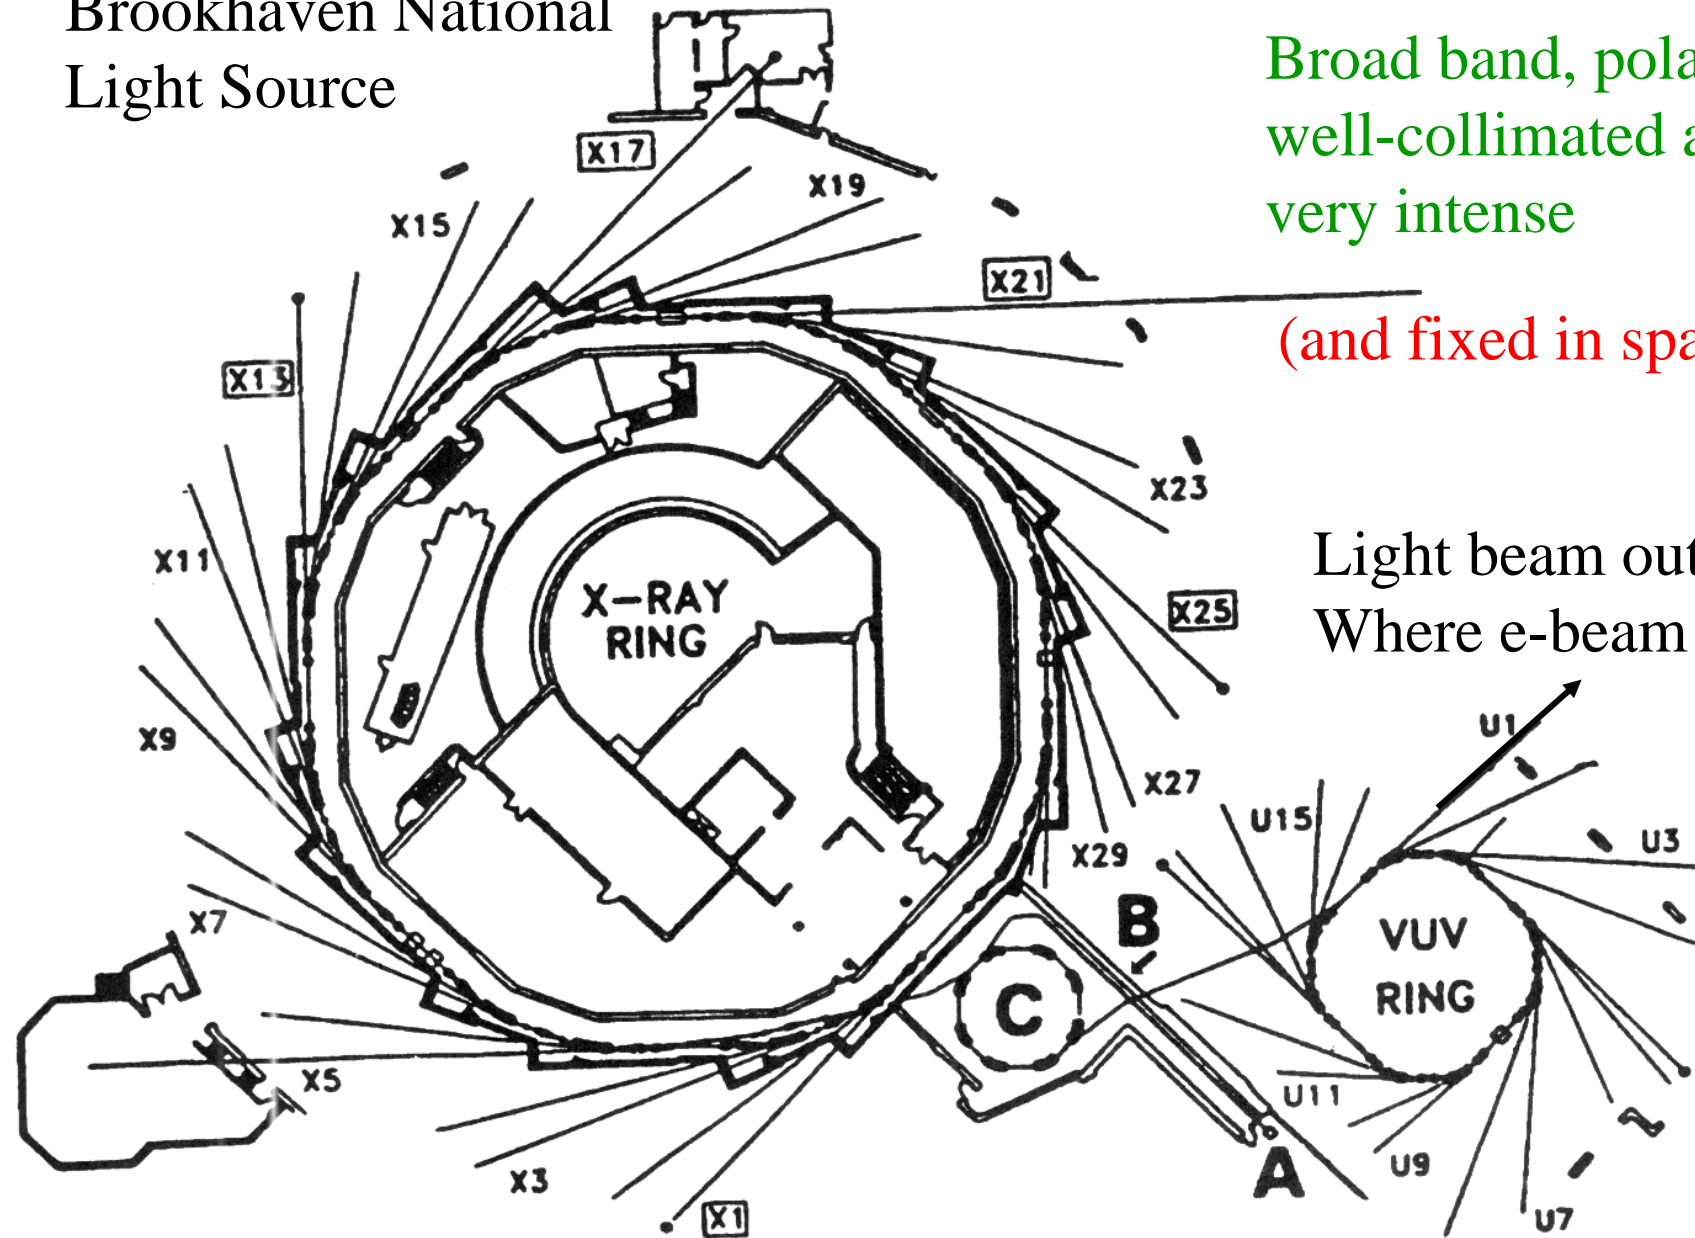 Brookhaven National
Light Source
Broad band, pola
well-collimated a
very intense
(and fixed in spa
Light beam out
Where e-beam
X17
X19
X15
X21
X13
X23
X11
X-RAY
RING
X25
X9
U1
X27
U15
X29
U3
X7
B
VUV
RING
C
X5
U11
A
U9
X3
X1
U7